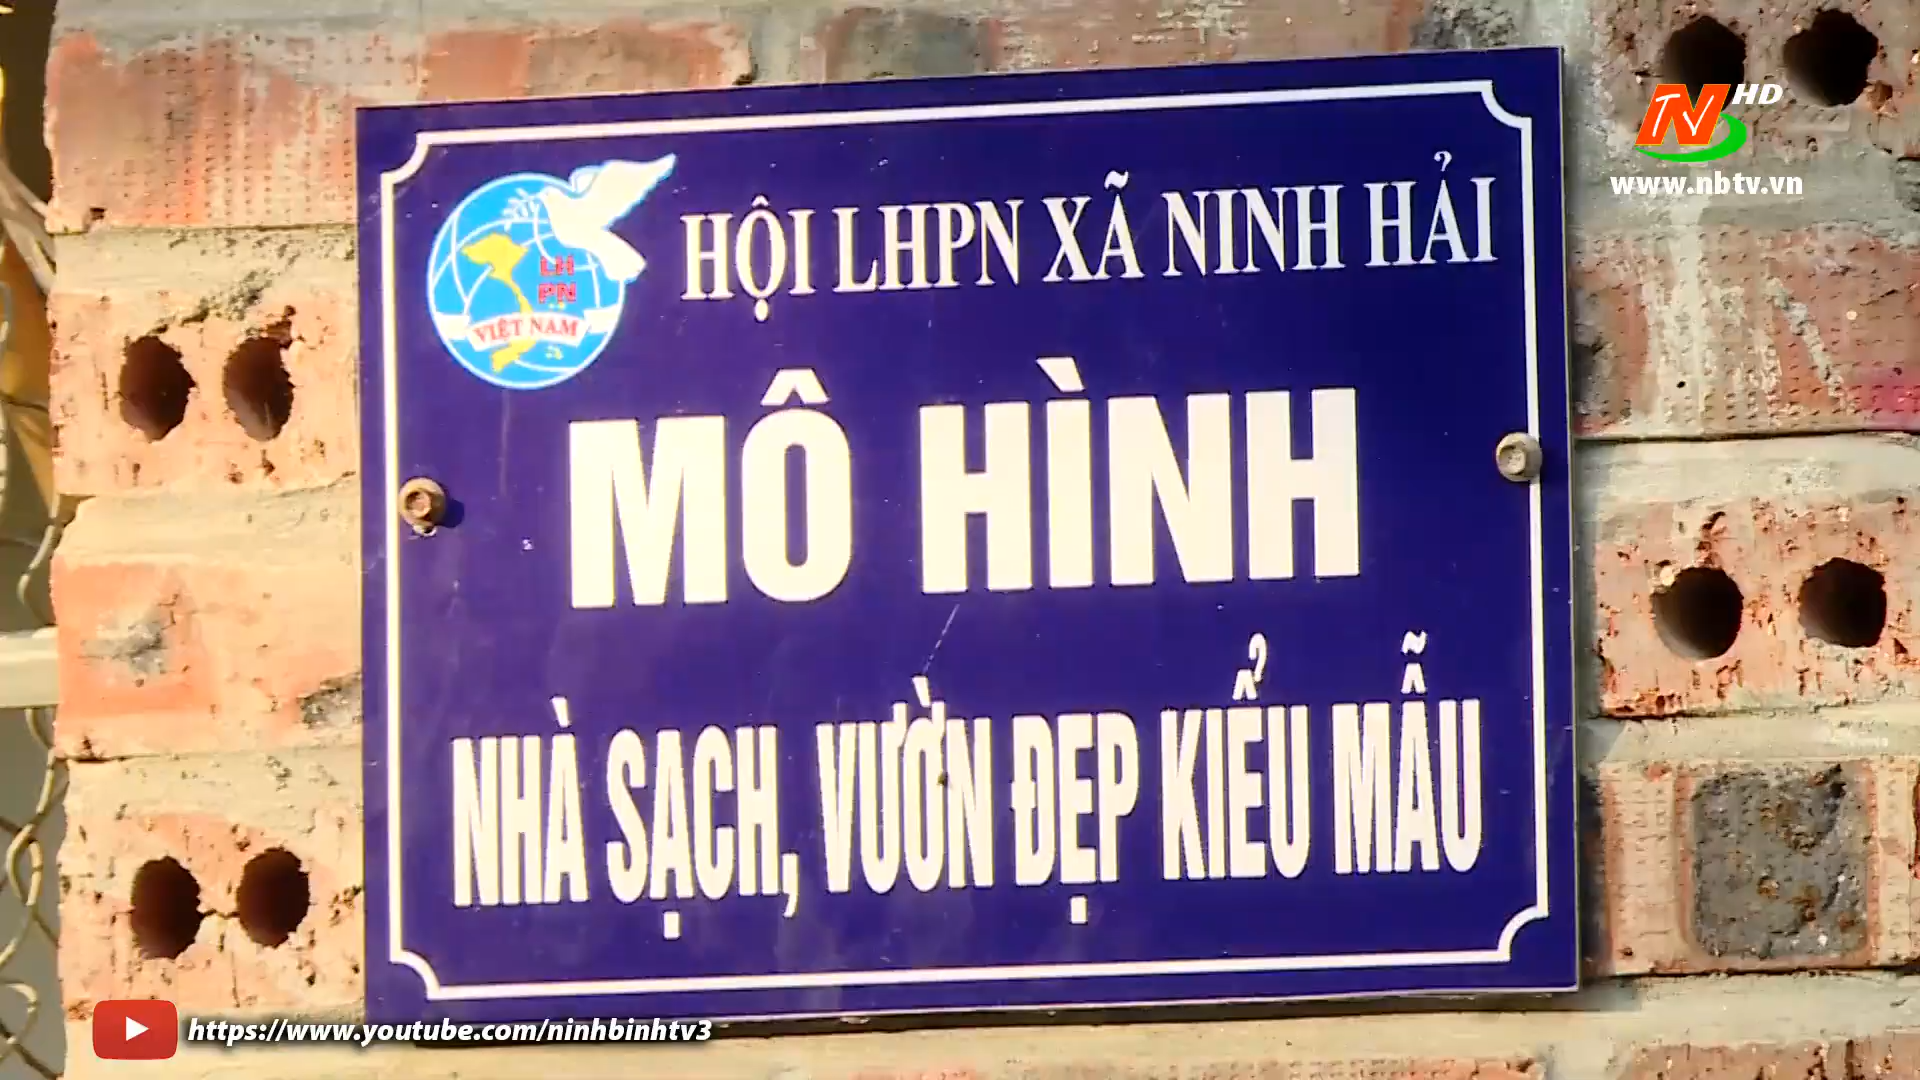 NTV HD
www.nbtv.vn
HỘI LHPN XÃ NINH HẢI
LH
PN
VIỆT NAM
MÔ HÌNH
NHÀ SẠCH, VƯỜN ĐẸP KIỂU MẪU
https://www.youtube.com/ninhbinhtv3